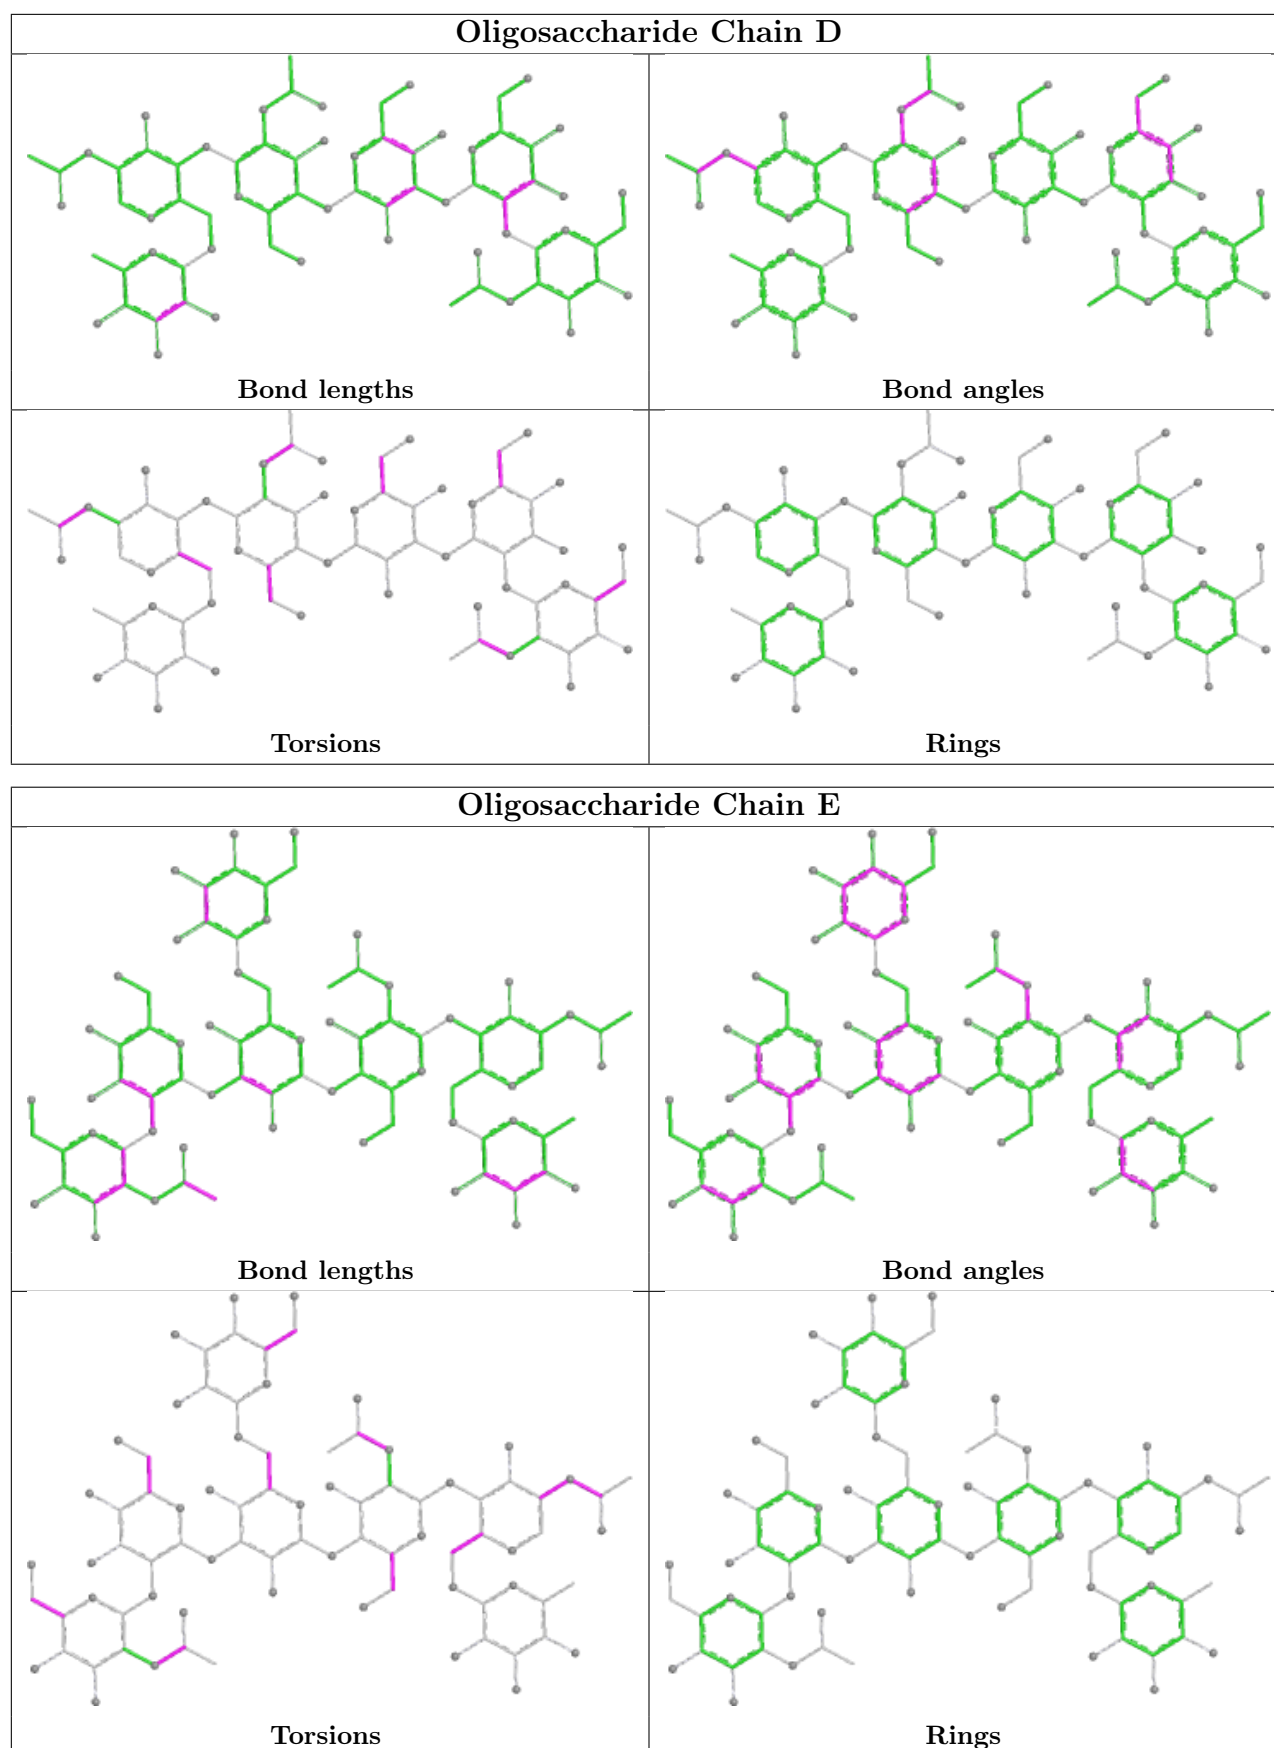 Oligosaccharide Chain D
Bond lengths
Bond angles
Torsions
Rings
Oligosaccharide Chain E
Bond lengths
Bond angles
Torsions
Rings